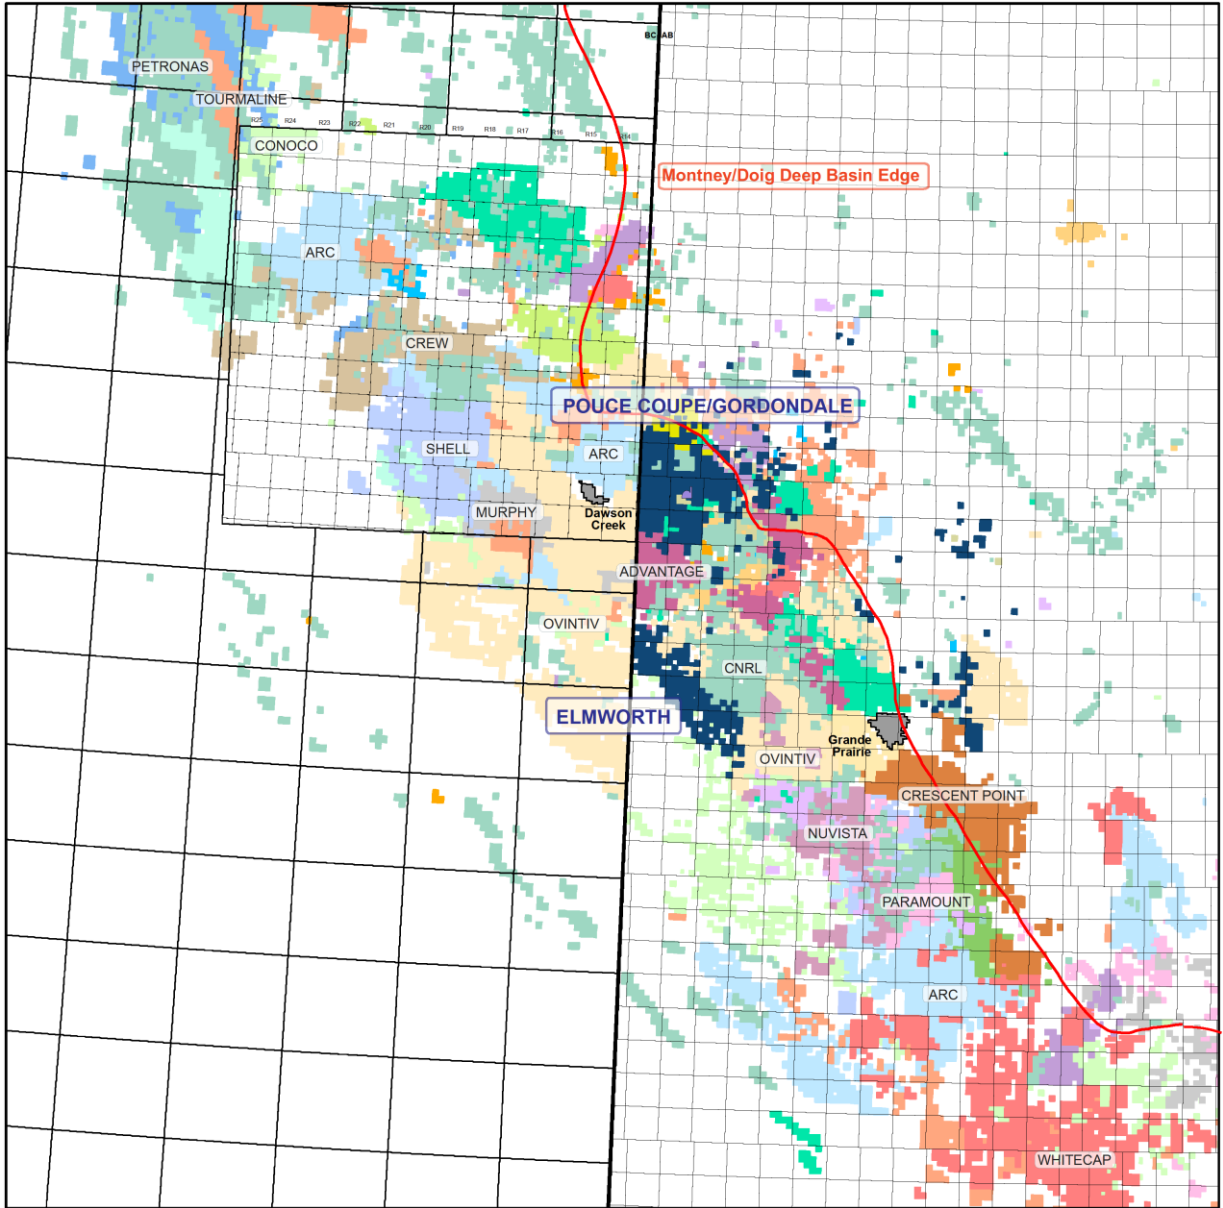 BC AB
PETRONAS
TOURMALINE
R25 R24 R23 R22 R21 R20 R19 R18 R17 R16 R15 R14
CONOCO
Montney/Doig Deep Basin Edge
ARC
CREW
POUCE COUPE/GORDONDALE
SHELL
ARC
MURPHY
Dawson
Creek
ADVANTAGE
OVINTIV
CNRL
ELMWORTH
Grande
Prairie
OVINTIV
CRESCENT POINT
NUVISTA
PARAMOUNT
ARC
WHITECAP